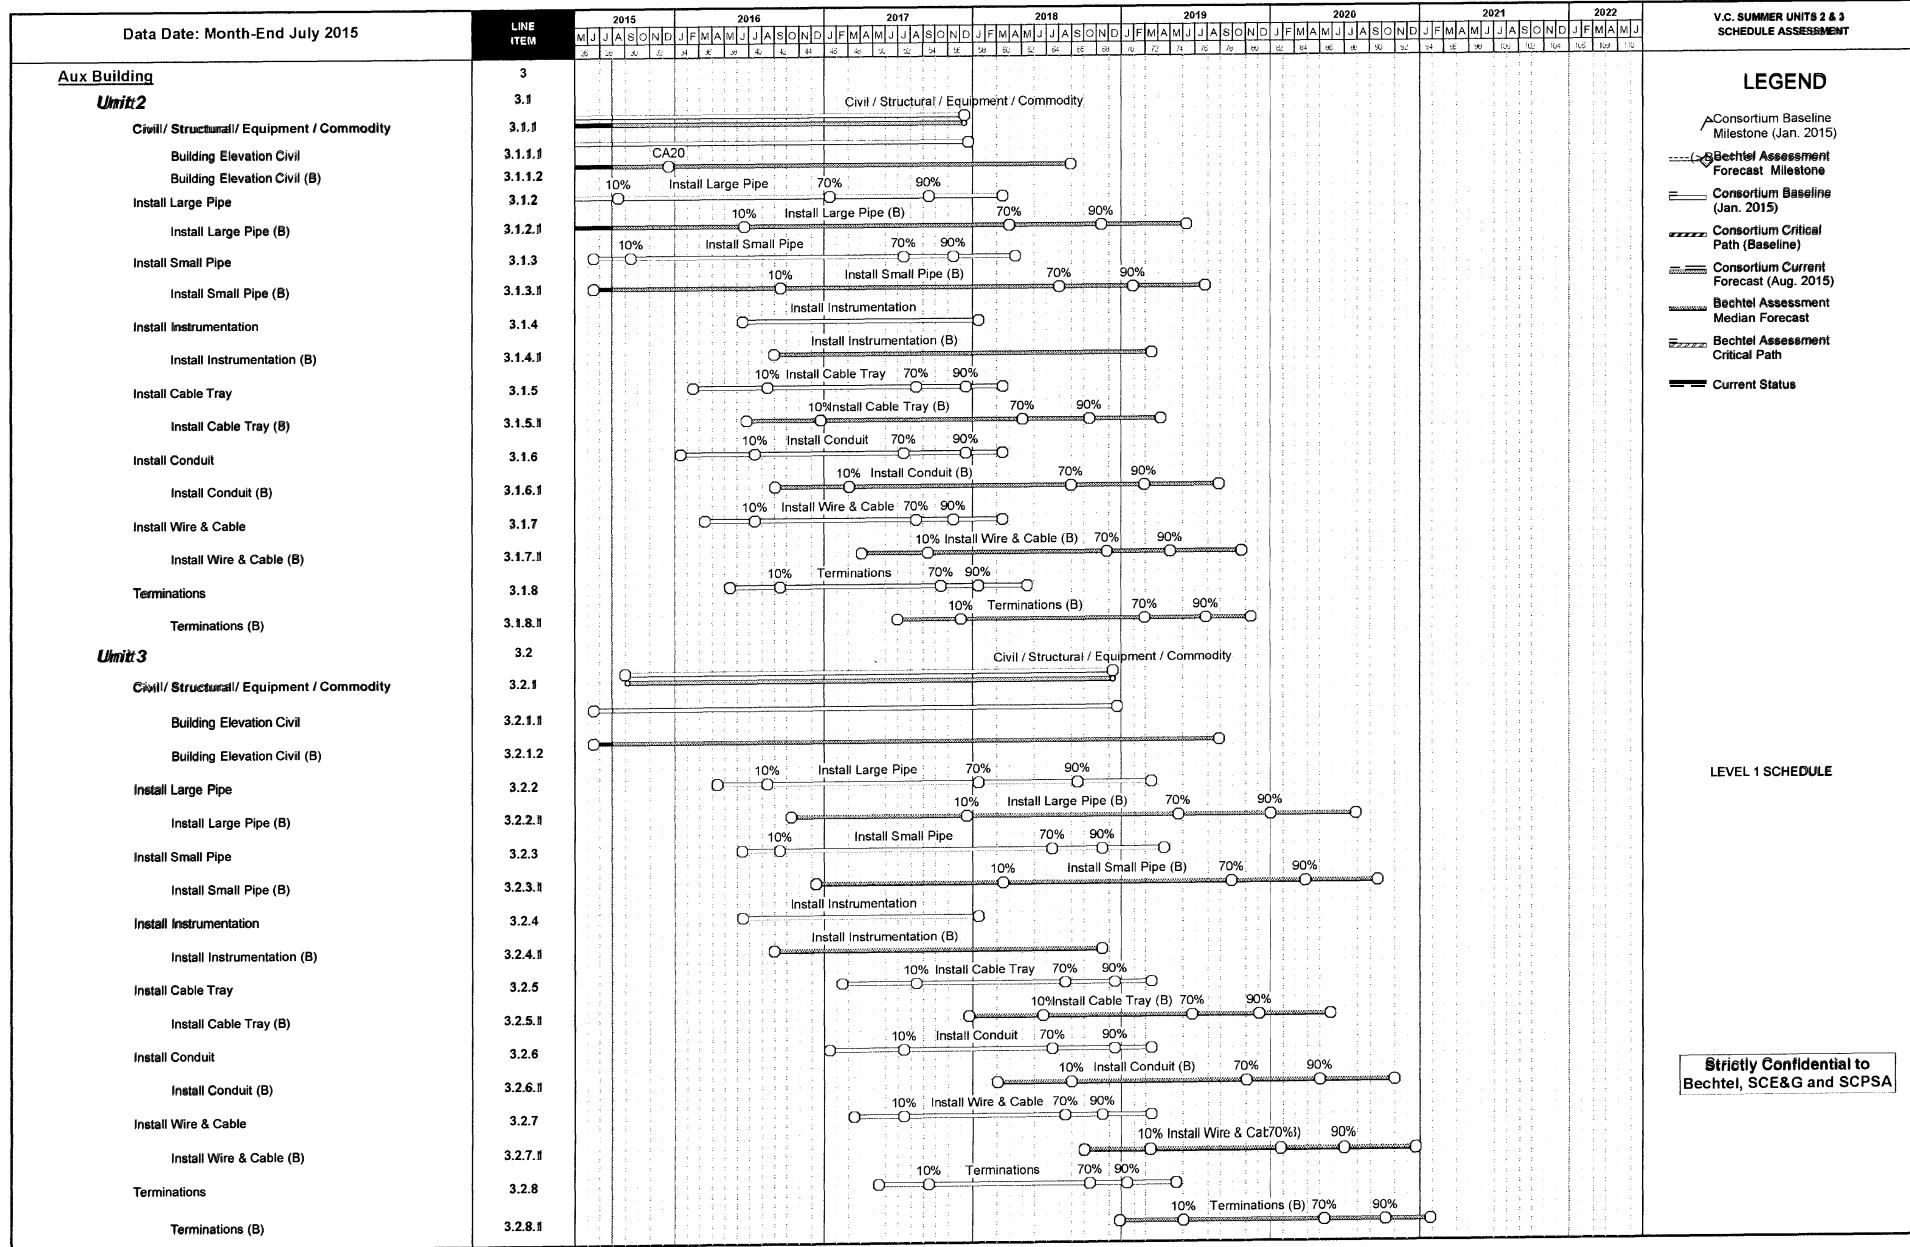 Data Date: Month-End July 2015
LINE ITEM
2015 2016 2017 2018 2019 2020 2021 2022
M J J A S O N D J F M A M J J A S O N D J F M A M J J A S O N D J F M A M J J A S O N D J F M A M J J A S O N D J F M A M J J A S O N D J F M A M J J A S O N D J F M A M J
V.C. SUMMER UNITS 2 & 3
SCHEDULE ASSESSMENT
Aux Building 3
Unit 2 3.1
Civil / Structural / Equipment / Commodity
Civil / Structural / Equipment / Commodity 3.1.1
Building Elevation Civil 3.1.1.1
CA20
Building Elevation Civil (B) 3.1.1.2
10% Install Large Pipe 70% 90%
Install Large Pipe 3.1.2
10% Install Large Pipe (B) 70% 90%
Install Large Pipe (B) 3.1.2.1
10% Install Small Pipe 70% 90%
Install Small Pipe 3.1.3
10% Install Small Pipe (B) 70% 90%
Install Small Pipe (B) 3.1.3.1
Install Instrumentation
Install Instrumentation 3.1.4
Install Instrumentation (B)
Install Instrumentation (B) 3.1.4.1
10% Install Cable Tray 70% 90%
Install Cable Tray 3.1.5
10% Install Cable Tray (B) 70% 90%
Install Cable Tray (B) 3.1.5.1
10% Install Conduit 70% 90%
Install Conduit 3.1.6
10% Install Conduit (B) 70% 90%
Install Conduit (B) 3.1.6.1
10% Install Wire & Cable 70% 90%
Install Wire & Cable 3.1.7
10% Install Wire & Cable (B) 70% 90%
Install Wire & Cable (B) 3.1.7.1
10% Terminations 70% 90%
Terminations 3.1.8
10% Terminations (B) 70% 90%
Terminations (B) 3.1.8.1
Unit 3 3.2
Civil / Structural / Equipment / Commodity
Civil / Structural / Equipment / Commodity 3.2.1
Building Elevation Civil 3.2.1.1
Building Elevation Civil (B) 3.2.1.2
10% Install Large Pipe 70% 90%
Install Large Pipe 3.2.2
10% Install Large Pipe (B) 70% 90%
Install Large Pipe (B) 3.2.2.1
10% Install Small Pipe 70% 90%
Install Small Pipe 3.2.3
10% Install Small Pipe (B) 70% 90%
Install Small Pipe (B) 3.2.3.1
Install Instrumentation
Install Instrumentation 3.2.4
Install Instrumentation (B)
Install Instrumentation (B) 3.2.4.1
10% Install Cable Tray 70% 90%
Install Cable Tray 3.2.5
10% Install Cable Tray (B) 70% 90%
Install Cable Tray (B) 3.2.5.1
10% Install Conduit 70% 90%
Install Conduit 3.2.6
10% Install Conduit (B) 70% 90%
Install Conduit (B) 3.2.6.1
10% Install Wire & Cable 70% 90%
Install Wire & Cable 3.2.7
10% Install Wire & Cab 70% 90%
Install Wire & Cable (B) 3.2.7.1
10% Terminations 70% 90%
Terminations 3.2.8
10% Terminations (B) 70% 90%
Terminations (B) 3.2.8.1
LEGEND
Consortium Baseline
Milestone (Jan. 2015)
Bechtel Assessment
Forecast Milestone
Consortium Baseline
(Jan. 2015)
Consortium Critical
Path (Baseline)
Consortium Current
Forecast (Aug. 2015)
Bechtel Assessment
Median Forecast
Bechtel Assessment
Critical Path
Current Status
LEVEL 1 SCHEDULE
Strictly Confidential to
Bechtel, SCE&G and SCPSA